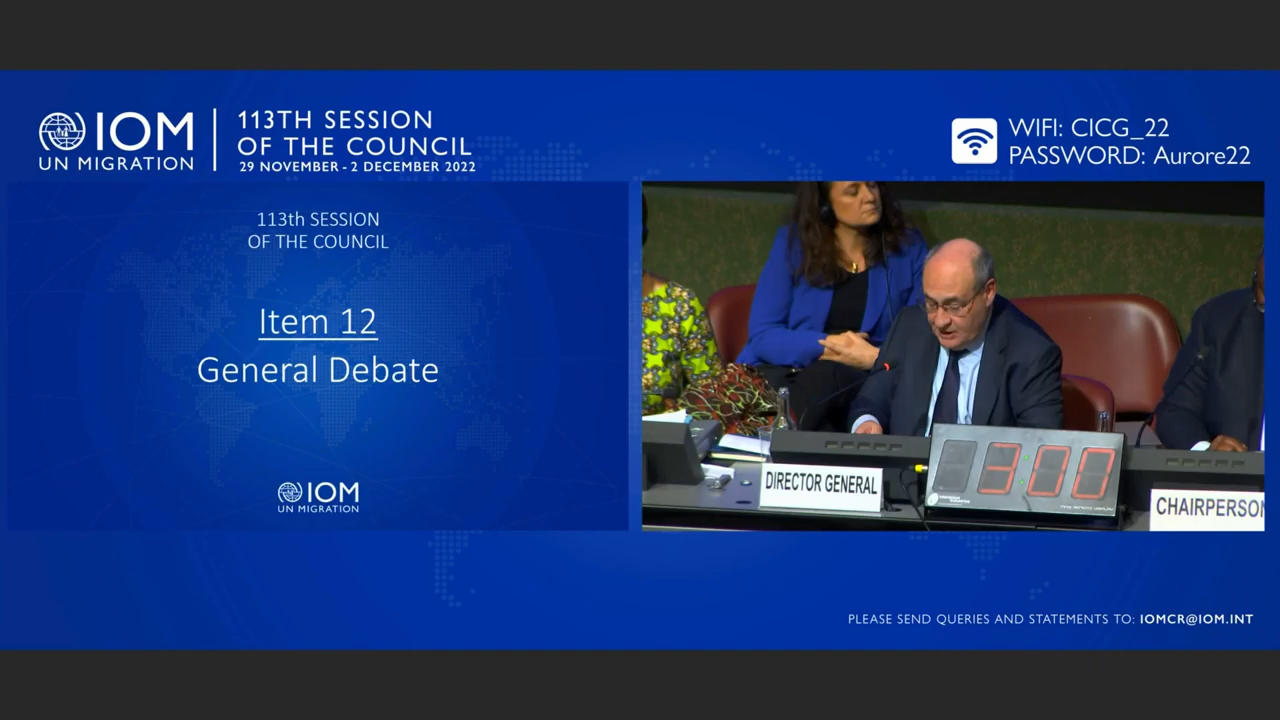 IOM
UN MIGRATION
113TH SESSION
OF THE COUNCIL
29 NOVEMBER - 2 DECEMBER 2022
WIFI: CICG_22
PASSWORD: Aurore22
113th SESSION
OF THE COUNCIL
Item 12
General Debate
IOM
UN MIGRATION
DIRECTOR GENERAL
3:00
CHAIRPERSON
PLEASE SEND QUERIES AND STATEMENTS TO: IOMCR@IOM.INT